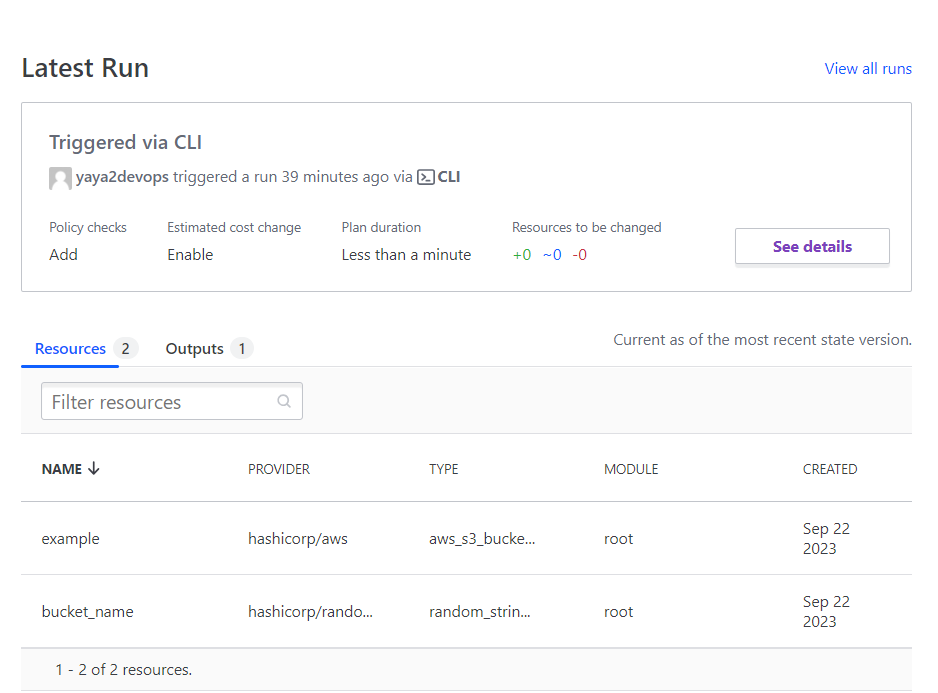 Latest Run
View all runs
Triggered via CLI
yaya2devops triggered a run 39 minutes ago via CLI
Policy checks Estimated cost change Plan duration Resources to be changed
Add Enable Less than a minute +0 ~0 -0
See details
Resources 2 Outputs 1
Current as of the most recent state version.
Filter resources
NAME PROVIDER TYPE MODULE CREATED
example hashicorp/aws aws_s3_bucke... root Sep 22
2023
bucket_name hashicorp/rando... random_strin... root Sep 22
2023
1 - 2 of 2 resources.